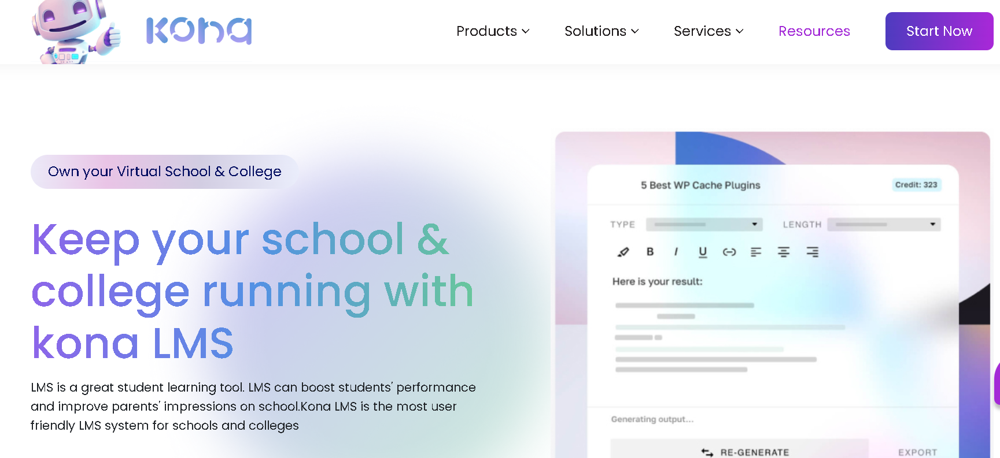 kona
Products
Solutions
Services
Resources
Start Now
Own your Virtual School & College
Keep your school &
college running with
kona LMS
LMS is a great student learning tool. LMS can boost students' performance
and improve parents' impressions on school.Kona LMS is the most user
friendly LMS system for schools and colleges
5 Best WP Cache Plugins
Credit: 323
TYPE
LENGTH
B I U
Here is your result:
Generating output...
RE-GENERATE
EXPORT